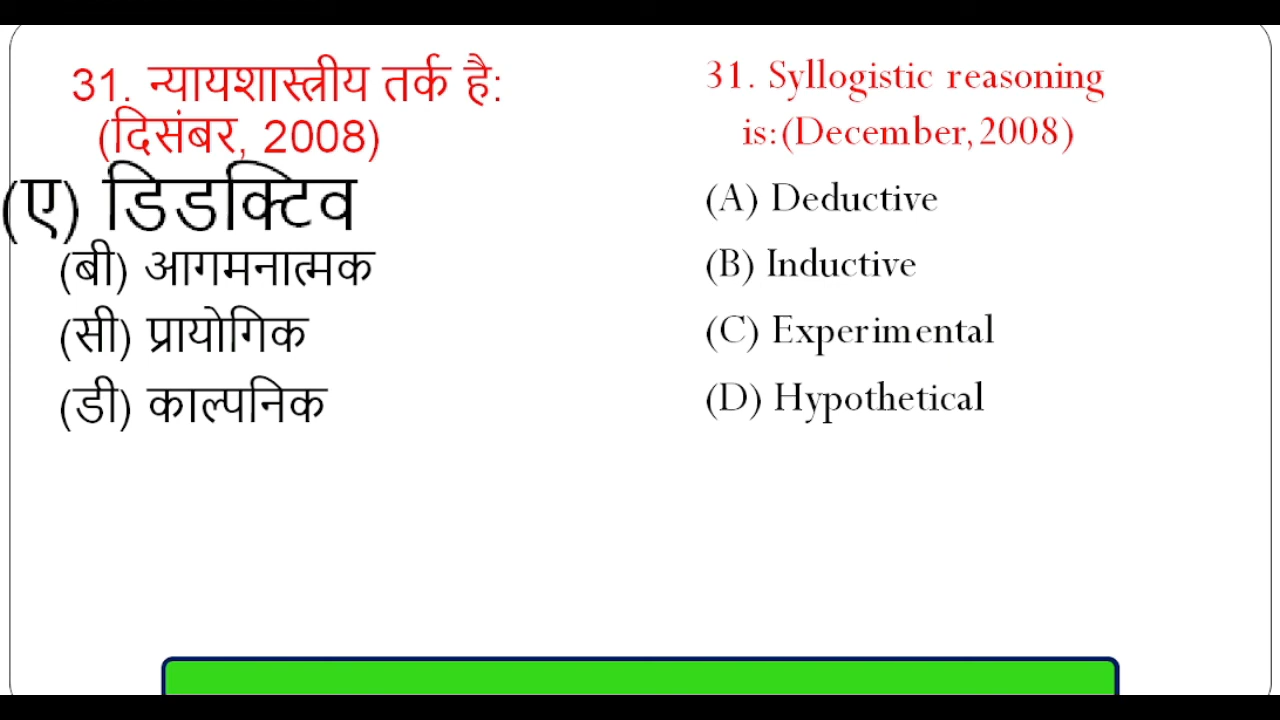 31. न्यायशास्त्रीय तर्क है:
(दिसंबर, 2008)
(ए) डिडक्टिव
(बी) आगमनात्मक
(सी) प्रायोगिक
(डी) काल्पनिक
31. Syllogistic reasoning
is:(December,2008)
(A) Deductive
(B) Inductive
(C) Experimental
(D) Hypothetical